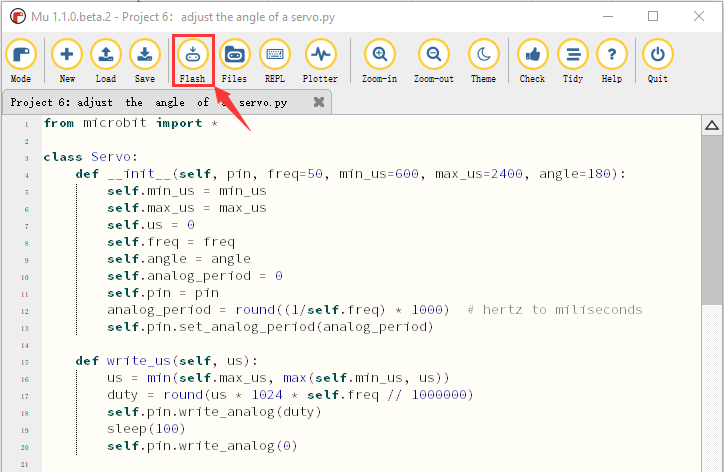 Mu 1.1.0.beta.2 - Project 6: adjust the angle of a servo.py
Mode New Load Save Flash Files REPL Plotter Zoom-in Zoom-out Theme Check Tidy Help Quit
Project 6: adjust the angle of servo.py
1 from microbit import *
2
3 class Servo:
4 def __init__(self, pin, freq=50, min_us=600, max_us=2400, angle=180):
5 self.min_us = min_us
6 self.max_us = max_us
7 self.us = 0
8 self.freq = freq
9 self.angle = angle
10 self.analog_period = 0
11 self.pin = pin
12 analog_period = round((1/self.freq) * 1000) # hertz to miliseconds
13 self.pin.set_analog_period(analog_period)
14
15 def write_us(self, us):
16 us = min(self.max_us, max(self.min_us, us))
17 duty = round(us * 1024 * self.freq // 1000000)
18 self.pin.write_analog(duty)
19 sleep(100)
20 self.pin.write_analog(0)
21